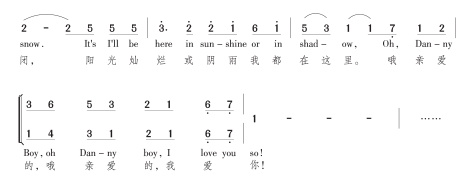 2 - 2 5 5 5 | 3. 2 2 1 6 1 | 5 3 1 1 7 1 2 |
snow. It's I'll be here in sun-shine or in shad- ow, Oh, Dan-ny
闭, 阳 光 灿 烂 或 阴 雨 我 都 在 这 里。 哦 亲 爱
3 6 5 3 2 1 6 7
1 4 3 1 2 1 6 7 | 1 - - - | ……
Boy, oh Dan-ny boy, I love you so!
的, 哦 亲 爱 的, 我 爱 你!